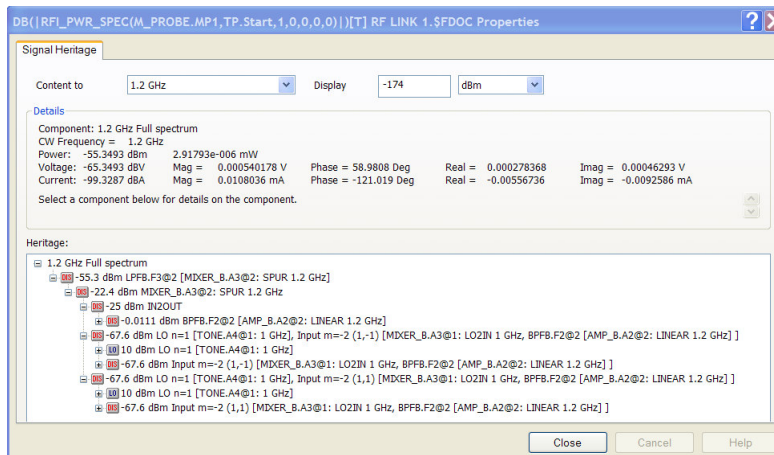 DB(|RFI_PWR_SPEC(M_PROBE.MP1,TP.Start,1,0,0,0,0)|)[T] RF LINK 1.$FDOC Properties
Signal Heritage
Content to 1.2 GHz Display -174 dBm
Details
Component: 1.2 GHz Full spectrum
CW Frequency = 1.2 GHz
Power: -55.3493 dBm 2.91793e-006 mW
Voltage: -65.3493 dBV Mag = 0.000540178 V Phase = 58.9808 Deg Real = 0.000278368 Imag = 0.00046293 V
Current: -99.3287 dBA Mag = 0.0108036 mA Phase = -121.019 Deg Real = -0.00556736 Imag = -0.0092586 mA
Select a component below for details on the component.
Heritage:
1.2 GHz Full spectrum
DIS -55.3 dBm LPFB.F3@2 [MIXER_B.A3@2: SPUR 1.2 GHz]
DIS -22.4 dBm MIXER_B.A3@2: SPUR 1.2 GHz
DIS -25 dBm IN2OUT
DIS -0.0111 dBm BPFB.F2@2 [AMP_B.A2@2: LINEAR 1.2 GHz]
DIS -67.6 dBm LO n=1 [TONE.A4@1: 1 GHz], Input m=-2 (1,-1) [MIXER_B.A3@1: LO2IN 1 GHz, BPFB.F2@2 [AMP_B.A2@2: LINEAR 1.2 GHz] ]
LO 10 dBm LO n=1 [TONE.A4@1: 1 GHz]
DIS -67.6 dBm Input m=-2 (1,-1) [MIXER_B.A3@1: LO2IN 1 GHz, BPFB.F2@2 [AMP_B.A2@2: LINEAR 1.2 GHz] ]
DIS -67.6 dBm LO n=1 [TONE.A4@1: 1 GHz], Input m=-2 (1,1) [MIXER_B.A3@1: LO2IN 1 GHz, BPFB.F2@2 [AMP_B.A2@2: LINEAR 1.2 GHz] ]
LO 10 dBm LO n=1 [TONE.A4@1: 1 GHz]
DIS -67.6 dBm Input m=-2 (1,1) [MIXER_B.A3@1: LO2IN 1 GHz, BPFB.F2@2 [AMP_B.A2@2: LINEAR 1.2 GHz] ]
Close Cancel Help